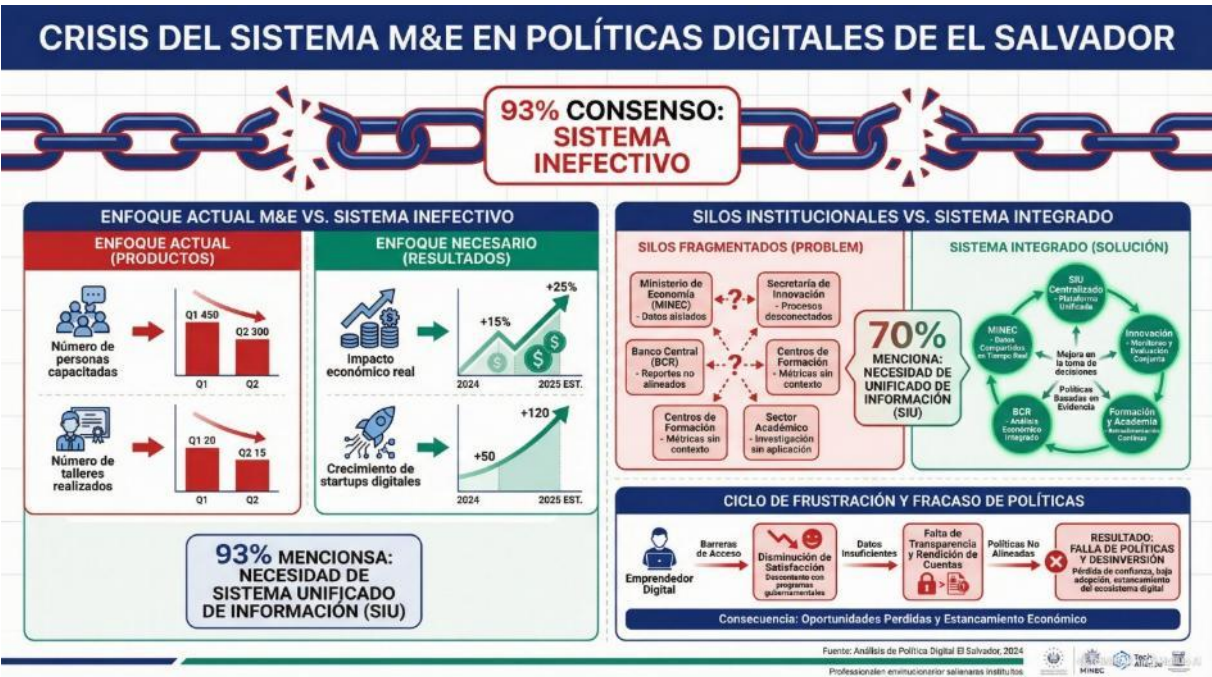 CRISIS DEL SISTEMA M&E EN POLÍTICAS DIGITALES DE EL SALVADOR
93% CONSENSO:
SISTEMA
INEFECTIVO
ENFOQUE ACTUAL M&E VS. SISTEMA INEFECTIVO
ENFOQUE ACTUAL
(PRODUCTOS)
Número de
personas
capacitadas
Q1 450
Q2 300
Q1
Q2
Número de
talleres
realizados
Q1 20
Q2 15
Q1
Q2
ENFOQUE NECESARIO
(RESULTADOS)
Impacto
económico real
+15%
+25%
2024
2025 EST.
Crecimiento de
startups digitales
+50
+120
2024
2025 EST.
93% MENCIONSA:
NECESIDAD DE
SISTEMA UNIFICADO
DE INFORMACIÓN (SIU)
SILOS INSTITUCIONALES VS. SISTEMA INTEGRADO
SILOS FRAGMENTADOS (PROBLEM)
Ministerio de
Economía
(MINEC)
- Datos aislados
?
Secretaría de
Innovación
- Procesos
desconectados
Banco Central
(BCR)
- Reportes no
alineados
?
Centros de
Formación
- Métricas sin
contexto
Centros de
Formación
- Métricas sin
contexto
Sector
Académico
- Investigación
sin aplicación
70%
MENCIONA:
NECESIDAD DE
UNIFICADO DE
INFORMACIÓN
(SIU)
SISTEMA INTEGRADO (SOLUCIÓN)
SIU
Centralizado
- Plataforma
Unificada
MINEC
- Datos
Compartidos
en Tiempo Real
Innovación
- Monitoreo y
Evaluación
Conjunta
Mejora en
la toma de
decisiones
Políticas
Basadas en
Evidencia
BCR
- Análisis
Económico
Integrado
Formación
y Academia
Continua
CICLO DE FRUSTRACIÓN Y FRACASO DE POLÍTICAS
Emprendedor
Digital
Barreras
de Acceso
Disminución de
Satisfacción
Descontento con
programas
gubernamentales
Datos
Insuficientes
Falta de
Transparencia
y Rendición de
Cuentas
Políticas No
Alineadas
RESULTADO:
FALLA DE POLÍTICAS
Y DESINVERSIÓN
Pérdida de confianza, baja
adopción, estancamiento
del ecosistema digital
Consecuencia: Oportunidades Perdidas y Estancamiento Económico
Fuente: Análisis de Política Digital El Salvador, 2024
MINEC